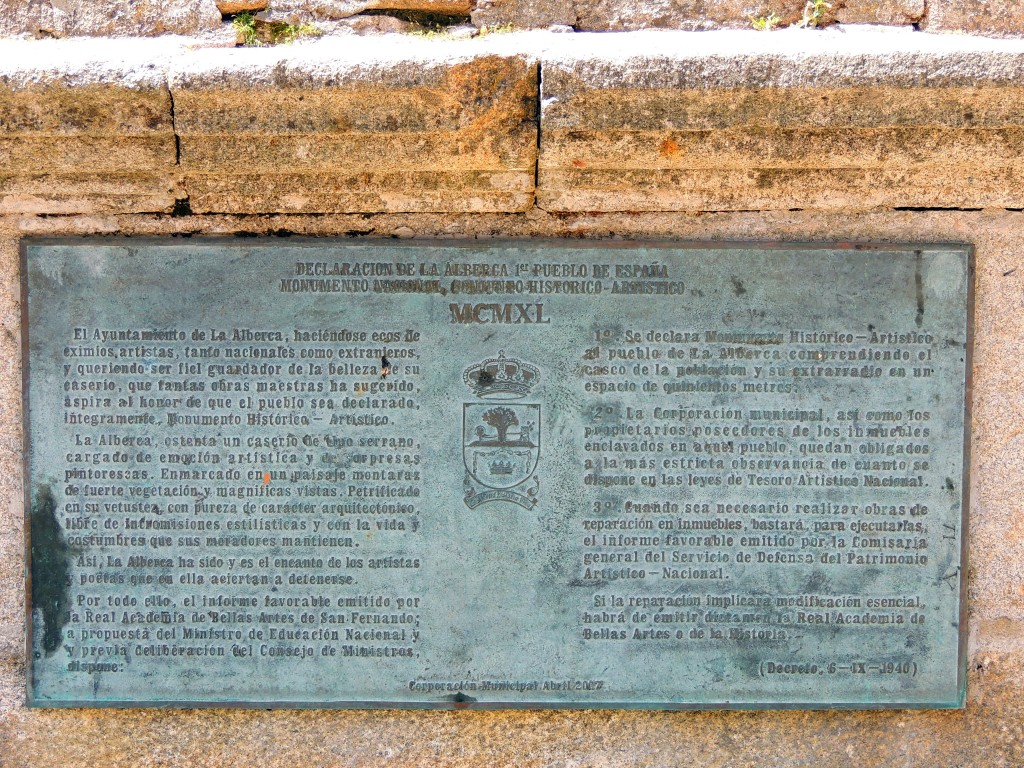 DECLARACION DE LA ALBERCA 1er PUEBLO DE ESPAÑA
MONUMENTO NACIONAL, CONJUNTO HISTORICO-ARTISTICO
MCMXL
El Ayuntamiento de La Alberca, haciéndose ecos de
eximios artistas, tanto nacionales como extranjeros,
y queriendo ser fiel guardador de la belleza de su
caserio, que tantas obras maestras ha sugerido,
aspira al honor de que el pueblo sea declarado,
integramente, Monumento Histórico - Artístico.
La Alberca, ostenta un caserio de tipo serrano,
cargado de emoción artística y de sorpresas
pintorescas. Enmarcado en un paisaje montaraz
de fuerte vegetación y magníficas vistas. Petrificado
en su vetustez, con pureza de carácter arquitectónico,
libre de intromisiones estilísticas y con la vida y
costumbres que sus moradores mantienen.
Asi, La Alberca ha sido y es el encanto de los artistas
y poetas que en ella aciertan a detenerse.
Por todo ello, el informe favorable emitido por
la Real Academia de Bellas Artes de San Fernando;
a propuesta del Ministro de Educación Nacional y
y previa deliberación del Consejo de Ministros,
dispone:
1º. Se declara Monumento Histórico - Artístico
al pueblo de La Alberca comprendiendo el
casco de la población y su extrarradio en un
espacio de quinientos metros.
2º. La Corporación municipal, así como los
propietarios poseedores de los inmuebles
enclavados en aquel pueblo, quedan obligados
a la más estricta observancia de cuanto se
dispone en las leyes de Tesoro Artístico Nacional.
3º. Cuando sea necesario realizar obras de
reparación en inmuebles, bastará, para ejecutarlas,
el informe favorable emitido por la Comisaría
general del Servicio de Defensa del Patrimonio
Artístico - Nacional.
Si la reparación implicara modificación esencial,
habrá de emitir dictamen la Real Academia de
Bellas Artes o de la Historia.
(Decreto, 6-IX-1940)
Corporación Municipal Abril 2007